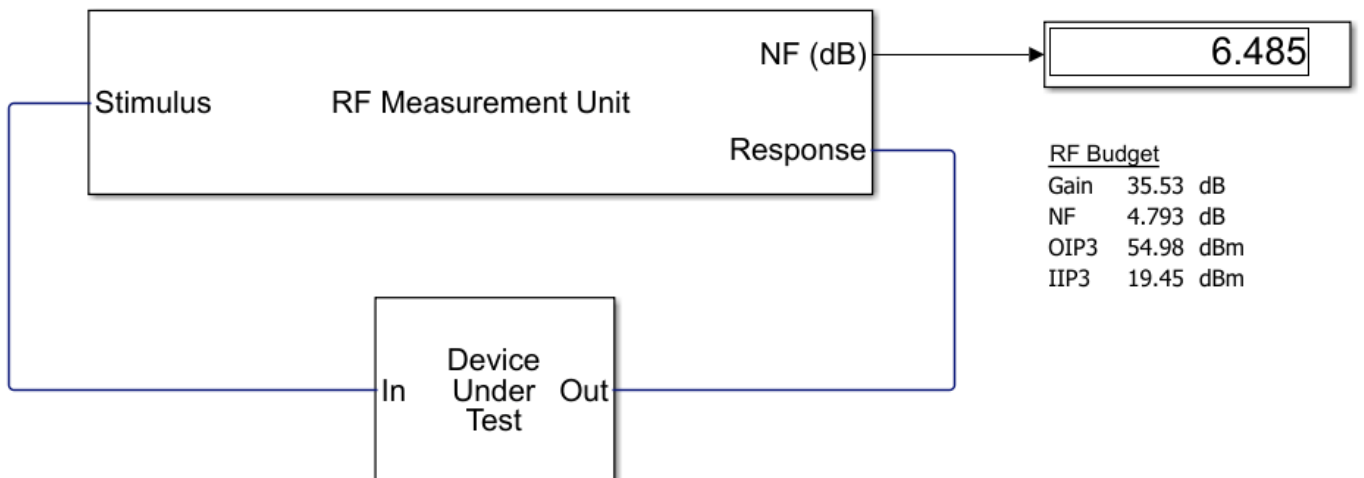 NF (dB)
6.485
Stimulus
RF Measurement Unit
Response
RF Budget
Gain 35.53 dB
NF 4.793 dB
OIP3 54.98 dBm
IIP3 19.45 dBm
In
Device
Under
Test
Out